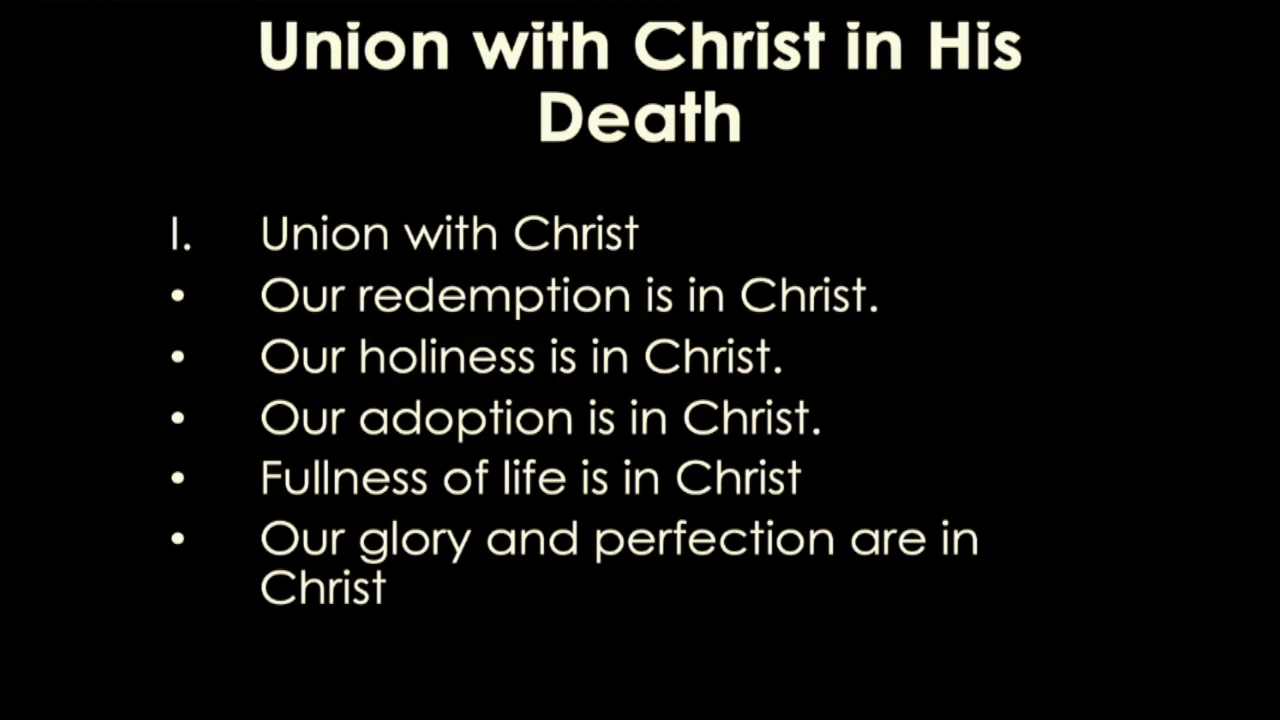 Union with Christ in His
Death
I. Union with Christ
• Our redemption is in Christ.
• Our holiness is in Christ.
• Our adoption is in Christ.
• Fullness of life is in Christ
• Our glory and perfection are in
Christ